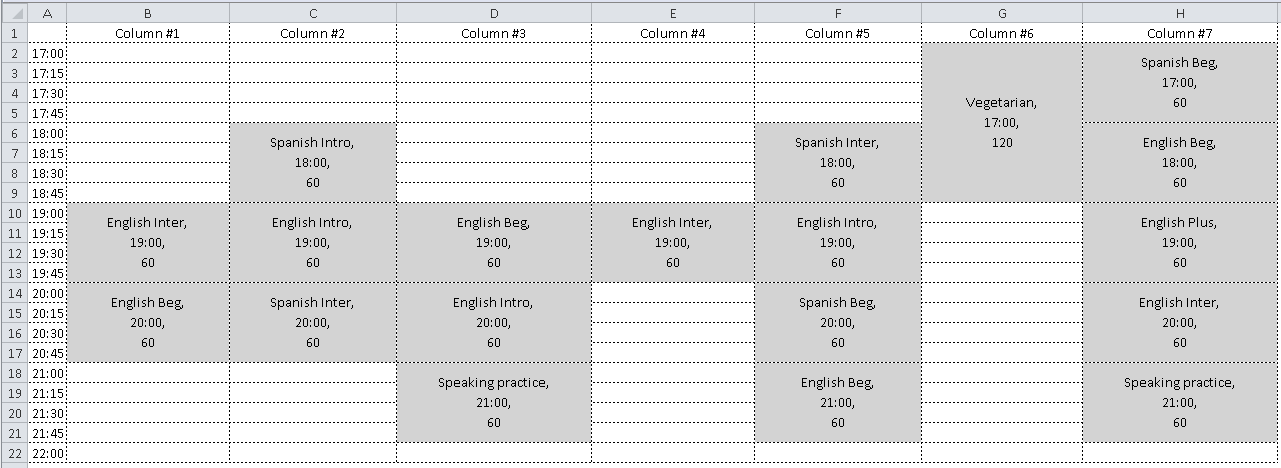 A B C D E F G H
1 Column #1 Column #2 Column #3 Column #4 Column #5 Column #6 Column #7
2 17:00
Spanish Beg,
3 17:15
17:00,
4 17:30
Vegetarian,
60
5 17:45
17:00,
6 18:00
120
Spanish Intro, Spanish Inter, English Beg,
7 18:15
18:00, 18:00, 18:00,
8 18:30
60 60 60
9 18:45
10 19:00
English Inter, English Intro, English Beg, English Inter, English Intro, English Plus,
11 19:15
19:00, 19:00, 19:00, 19:00, 19:00, 19:00,
12 19:30
60 60 60 60 60 60
13 19:45
14 20:00
English Beg, Spanish Inter, English Intro, Spanish Beg, English Inter,
15 20:15
20:00, 20:00, 20:00, 20:00, 20:00,
16 20:30
60 60 60 60 60
17 20:45
18 21:00
Speaking practice, English Beg, Speaking practice,
19 21:15
21:00, 21:00, 21:00,
20 21:30
60 60 60
21 21:45
22 22:00